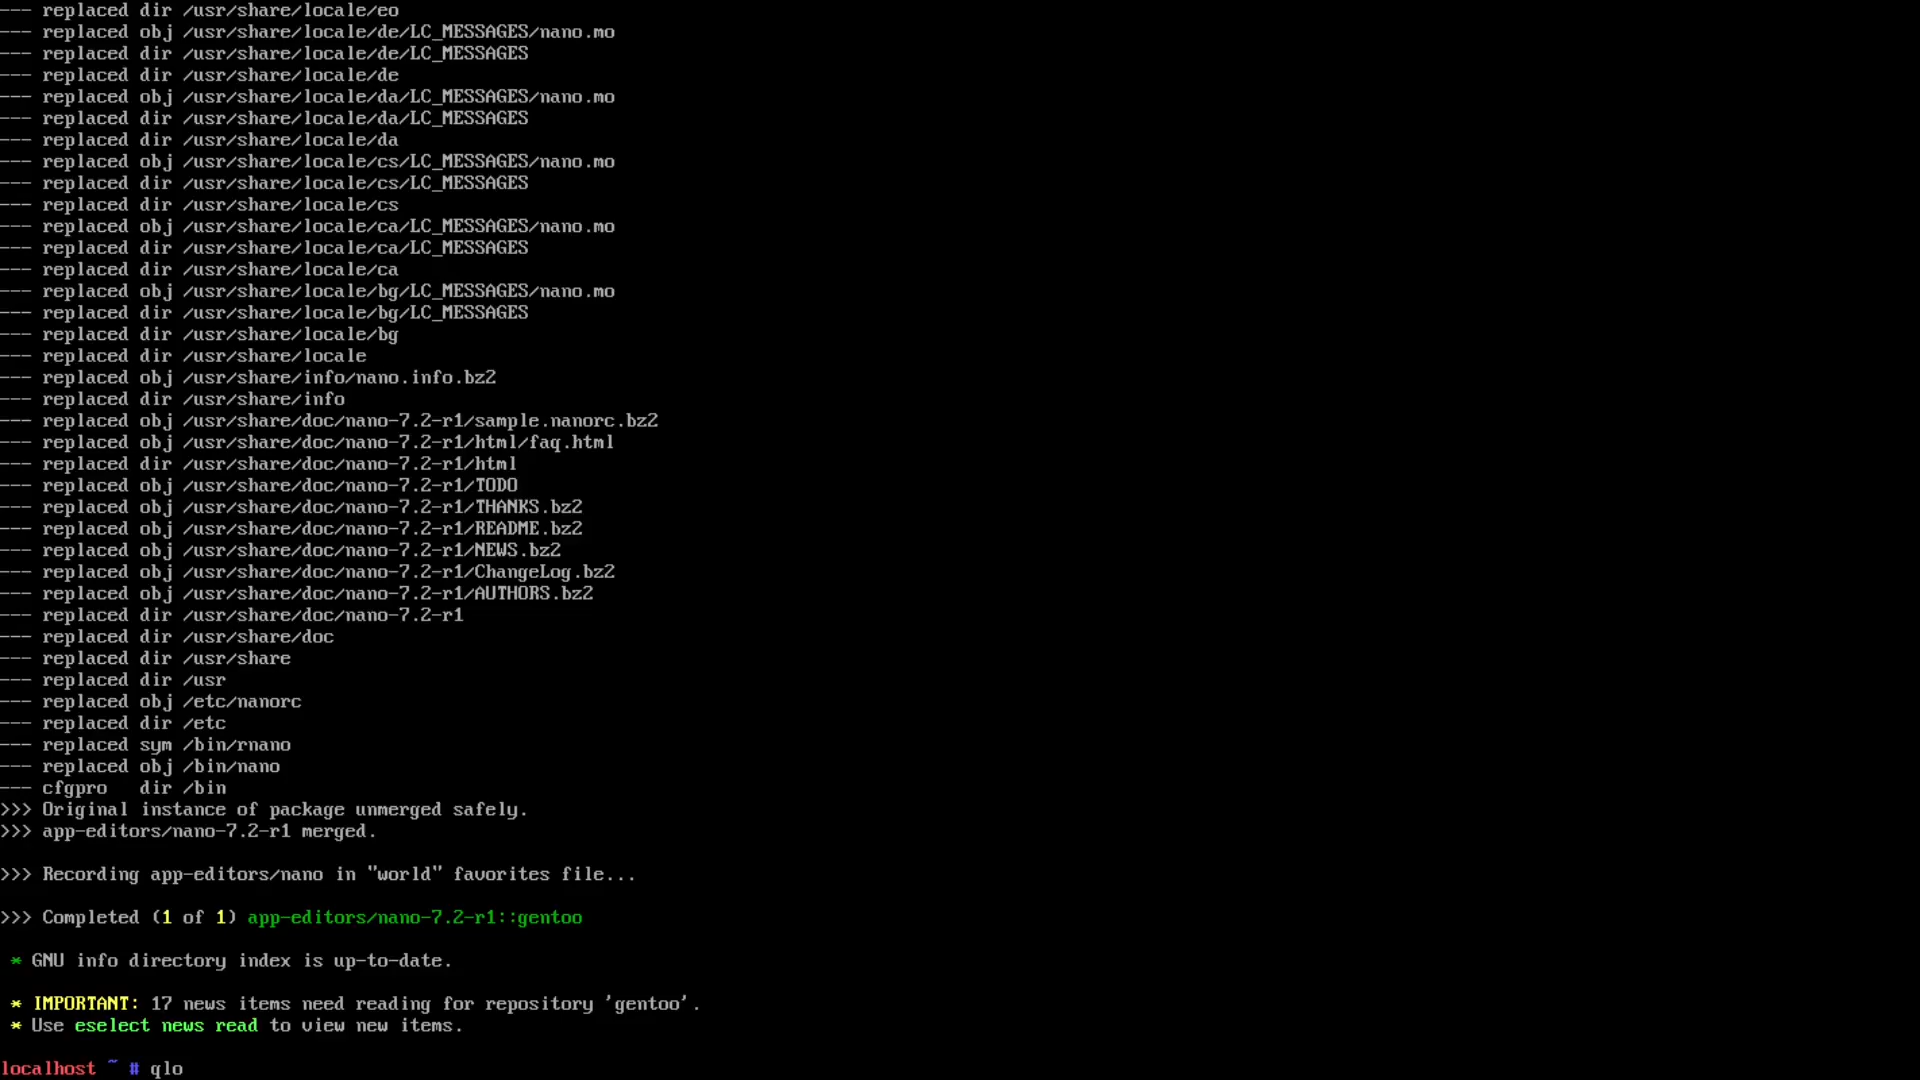 --- replaced dir /usr/share/locale/eo
--- replaced obj /usr/share/locale/de/LC_MESSAGES/nano.mo
--- replaced dir /usr/share/locale/de/LC_MESSAGES
--- replaced dir /usr/share/locale/de
--- replaced obj /usr/share/locale/da/LC_MESSAGES/nano.mo
--- replaced dir /usr/share/locale/da/LC_MESSAGES
--- replaced dir /usr/share/locale/da
--- replaced obj /usr/share/locale/cs/LC_MESSAGES/nano.mo
--- replaced dir /usr/share/locale/cs/LC_MESSAGES
--- replaced dir /usr/share/locale/cs
--- replaced obj /usr/share/locale/ca/LC_MESSAGES/nano.mo
--- replaced dir /usr/share/locale/ca/LC_MESSAGES
--- replaced dir /usr/share/locale/ca
--- replaced obj /usr/share/locale/bg/LC_MESSAGES/nano.mo
--- replaced dir /usr/share/locale/bg/LC_MESSAGES
--- replaced dir /usr/share/locale/bg
--- replaced dir /usr/share/locale
--- replaced obj /usr/share/info/nano.info.bz2
--- replaced dir /usr/share/info
--- replaced obj /usr/share/doc/nano-7.2-r1/sample.nanorc.bz2
--- replaced obj /usr/share/doc/nano-7.2-r1/html/faq.html
--- replaced dir /usr/share/doc/nano-7.2-r1/html
--- replaced obj /usr/share/doc/nano-7.2-r1/TODO
--- replaced obj /usr/share/doc/nano-7.2-r1/THANKS.bz2
--- replaced obj /usr/share/doc/nano-7.2-r1/README.bz2
--- replaced obj /usr/share/doc/nano-7.2-r1/NEWS.bz2
--- replaced obj /usr/share/doc/nano-7.2-r1/ChangeLog.bz2
--- replaced obj /usr/share/doc/nano-7.2-r1/AUTHORS.bz2
--- replaced dir /usr/share/doc/nano-7.2-r1
--- replaced dir /usr/share/doc
--- replaced dir /usr/share
--- replaced dir /usr
--- replaced obj /etc/nanorc
--- replaced dir /etc
--- replaced sym /bin/rnano
--- replaced obj /bin/nano
--- cfgpro   dir /bin
>>> Original instance of package unmerged safely.
>>> app-editors/nano-7.2-r1 merged.

>>> Recording app-editors/nano in "world" favorites file...

>>> Completed (1 of 1) app-editors/nano-7.2-r1::gentoo

 * GNU info directory index is up-to-date.

 * IMPORTANT: 17 news items need reading for repository 'gentoo'.
 * Use eselect news read to view new items.

localhost ~ # qlo